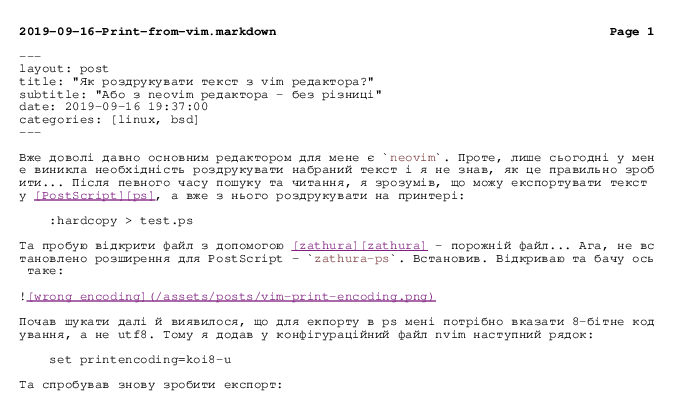 2019-09-16-Print-from-vim.markdown Page 1
---
layout: post
title: "Як роздрукувати текст з vim редактора?"
subtitle: "Або з neovim редактора - без різниці"
date: 2019-09-16 19:37:00
categories: [linux, bsd]
---
Вже доволі давно основним редактором для мене є `neovim`. Проте, лише сьогодні у мен
е виникла необхідність роздрукувати набраний текст і я не знав, як це правильно зроб
ити... Після певного часу пошуку та читання, я зрозумів, що можу експортувати текст
у [PostScript][ps], а вже з нього роздрукувати на принтері:
:hardcopy > test.ps
Та пробую відкрити файл з допомогою [zathura][zathura] - порожній файл... Ага, не вс
тановлено розширення для PostScript - `zathura-ps`. Встановив. Відкриваю та бачу ось
таке:
![wrong encoding](/assets/posts/vim-print-encoding.png)
Почав шукати далі й виявилося, що для екпорту в ps мені потрібно вказати 8-бітне код
ування, а не utf8. Тому я додав у конфігураційний файл nvim наступний рядок:
set printencoding=koi8-u
Та спробував знову зробити експорт: